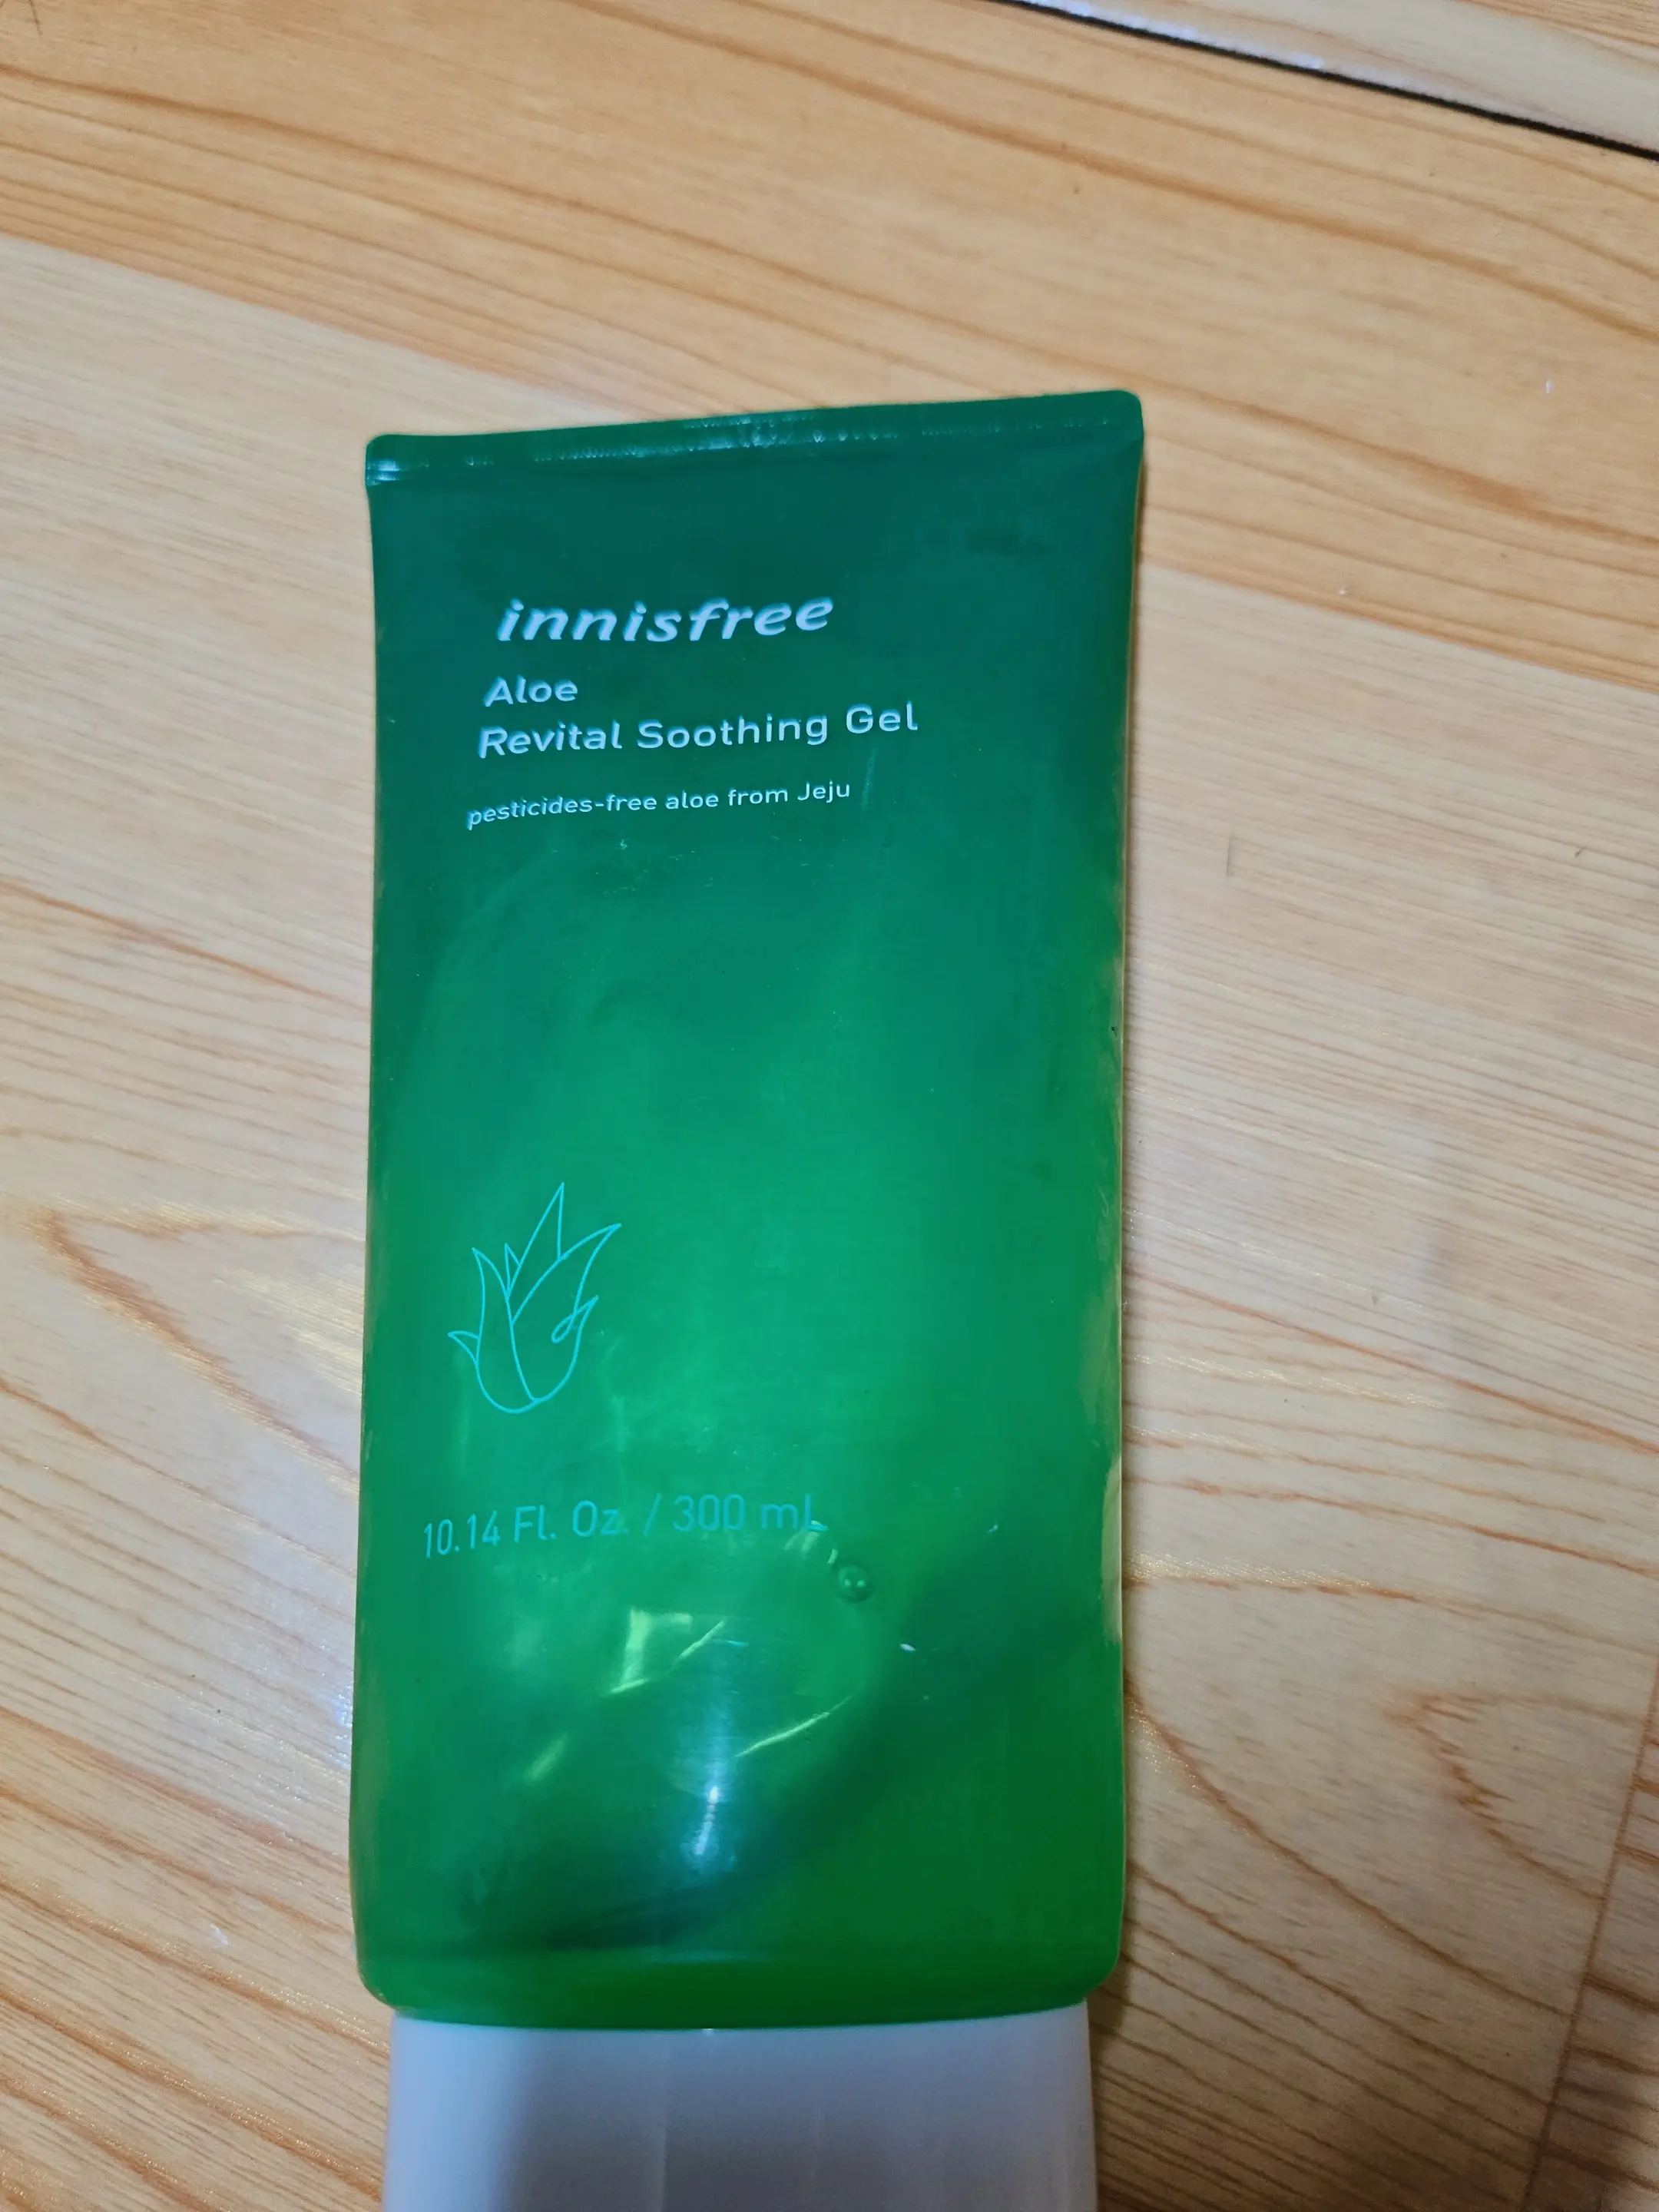 innisfree
Aloe
Revital Soothing Gel
pesticides-free aloe from Jeju
10.14 Fl. Oz. / 300 mL